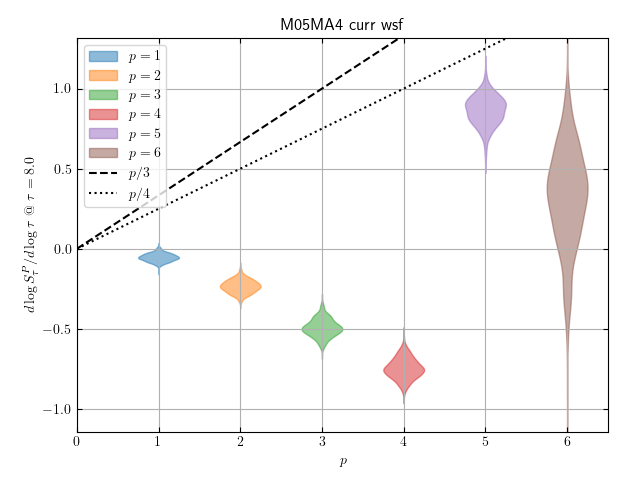 M05MA4 curr wsf
d log S_τ^P / d log τ @ τ = 8.0
1.0
0.5
0.0
−0.5
−1.0
p = 1
p = 2
p = 3
p = 4
p = 5
p = 6
p/3
p/4
0 1 2 3 4 5 6
p